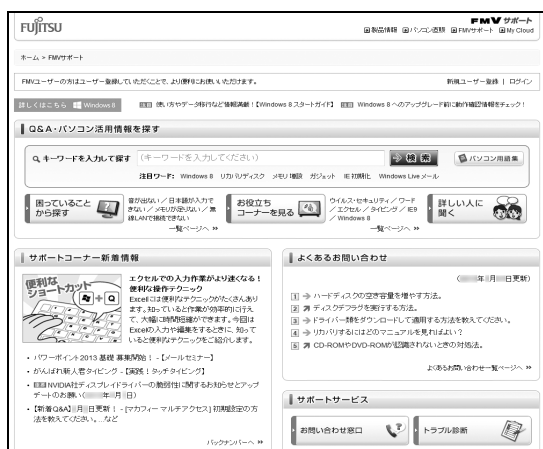 FUJITSU
FMV サポート
製品情報 パソコン直販 FMVサポート My Cloud
ホーム > FMVサポート
FMVユーザーの方はユーザー登録していただくことで、より便利にお使いいただけます。
新規ユーザー登録 | ログイン
詳しくはこちら Windows 8
注目 使い方やデータ移行など情報満載！【Windows 8 スタートガイド】 注目 Windows 8 へのアップグレード前に動作確認情報をチェック！
Q&A・パソコン活用情報を探す
キーワードを入力して探す (キーワードを入力してください) 検索 パソコン用語集
注目ワード： Windows 8 リカバリディスク メモリ増設 ガジェット IE初期化 Windows Live メール
困っていること
から探す
音が出ない／日本語が入力で
きない／メモリが足りない／無
線LANで接続できない
一覧ページへ
お役立ち
コーナーを見る
ウイルス・セキュリティ／ワード
／エクセル／タイピング／IE9
／Windows 8
一覧ページへ
詳しい人に
聞く
サポートコーナー新着情報
便利な
ショートカット
Q
エクセルでの入力作業がより速くなる！
便利な操作テクニック
Excelには便利なテクニックがたくさんあり
ます。知っていると作業が効率的に行え
て、大幅に時間短縮ができます。今回は
Excelの入力や編集をするときに、知って
いると便利なテクニックをご紹介します。
・パワーポイント 2013 基礎 募集開始！ - 【メールセミナー】
・がんばれ新人君タイピング - 【実践！タッチタイピング】
・NVIDIA社ディスプレイドライバーの脆弱性に関するお知らせとアップ
デートのお願い(年月日)
・【新着Q&A】月日更新！ - [マカフィー マルチアクセス] 初期設定の方
法を教えてください。...など
バックナンバーへ
よくあるお問い合わせ
(年月日更新)
1 ハードディスクの空き容量を増やす方法。
2 ディスクデフラグを実行する方法。
3 ドライバー類をダウンロードして適用する方法を教えてください。
4 リカバリするにはどのマニュアルを見ればよい？
5 CD-ROMやDVD-ROMが認識されないときの対処法。
よくあるお問い合わせ一覧ページへ
サポートサービス
お問い合わせ窓口
トラブル診断